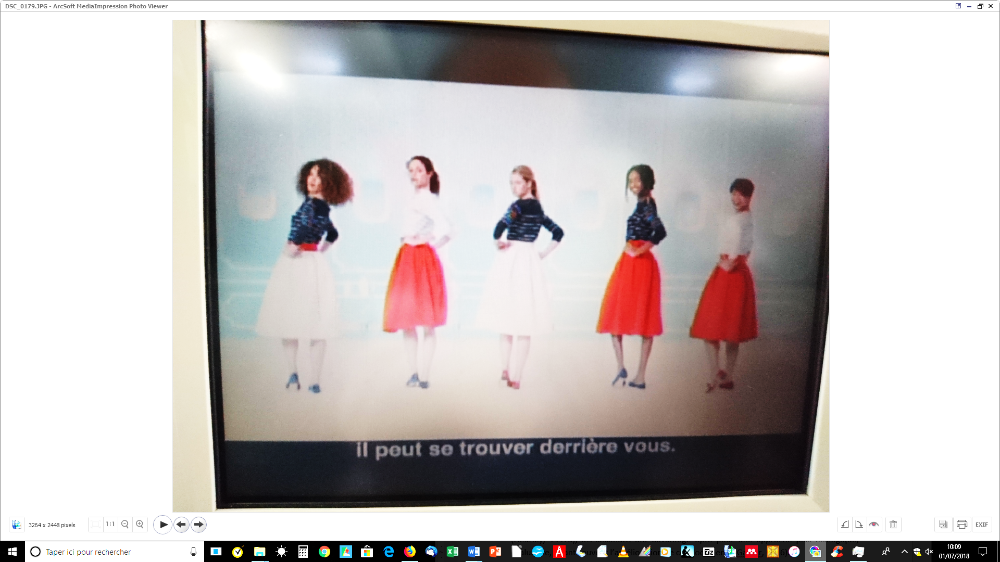 DSC_0179.JPG - ArcSoft MediaImpression Photo Viewer
il peut se trouver derrière vous.
3264 x 2448 pixels
1:1
EXIF
Taper ici pour rechercher
10:09
01/07/2018